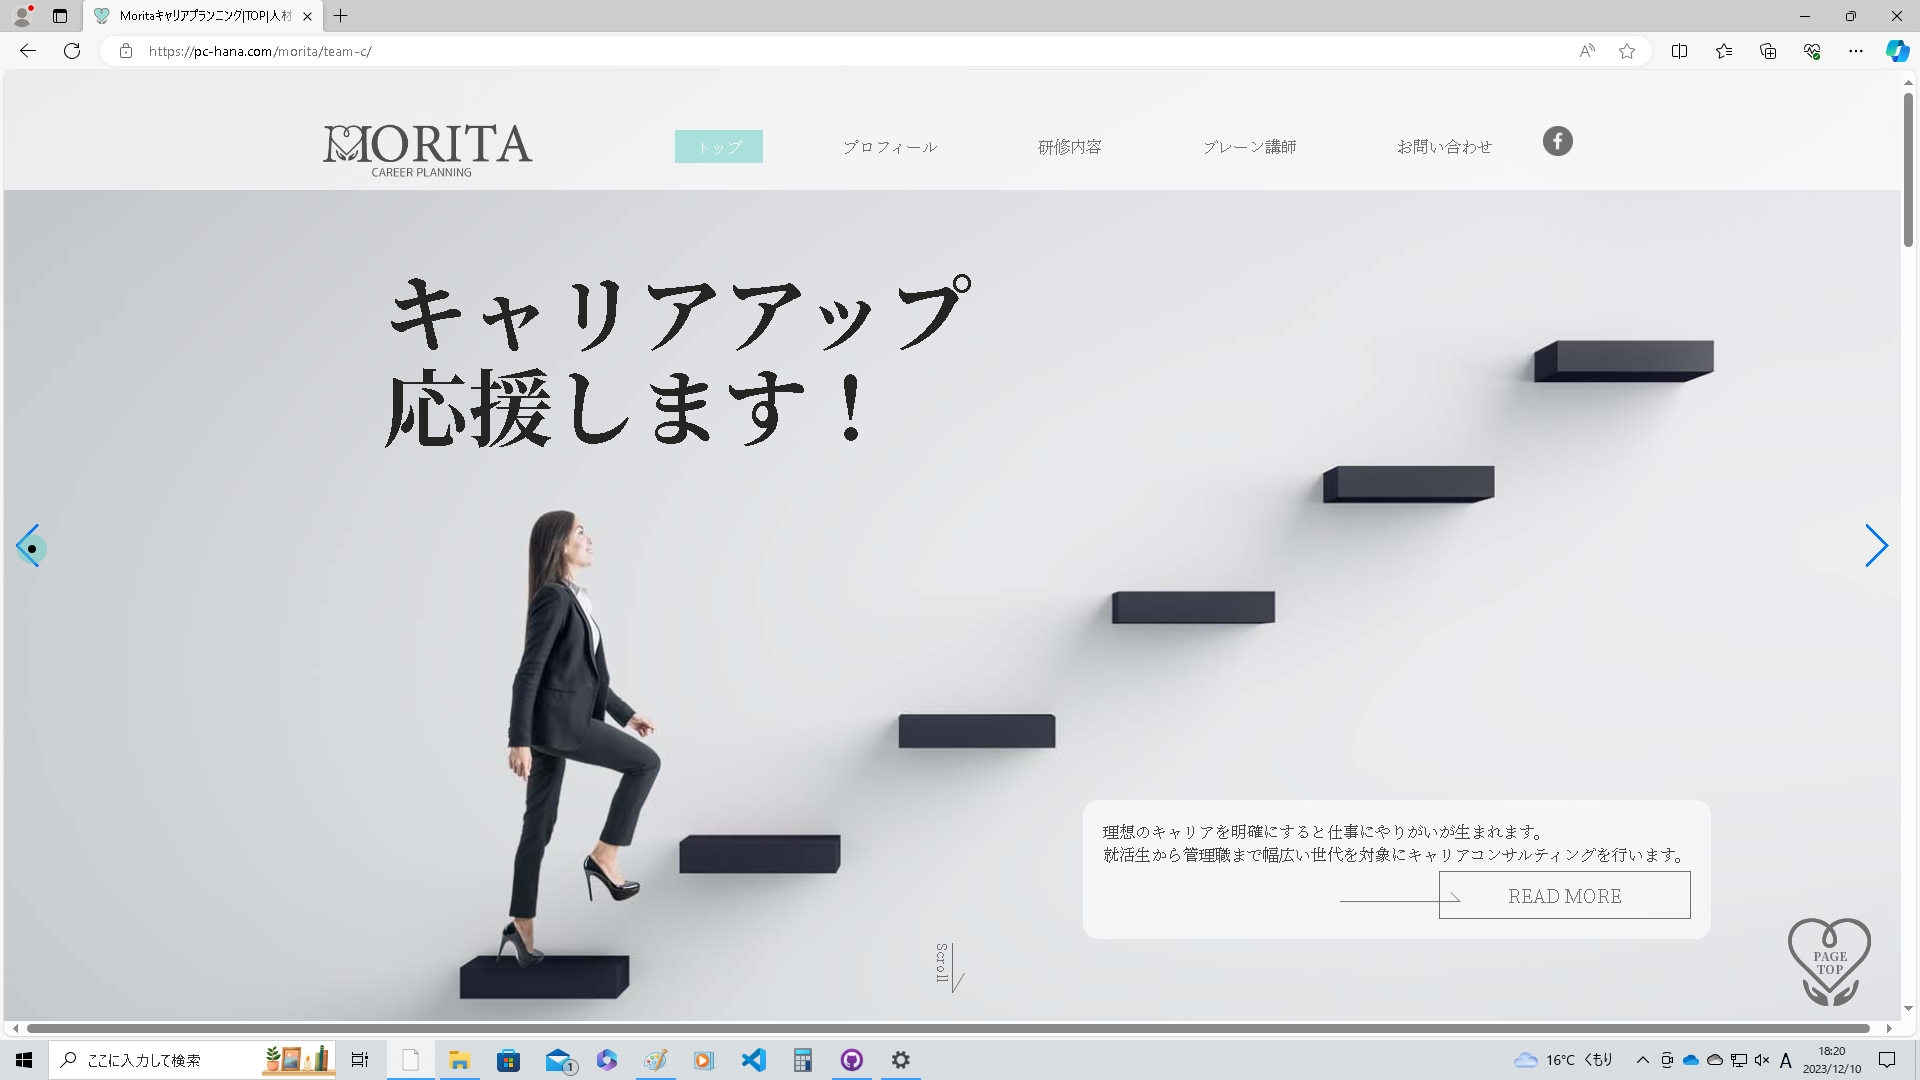 Moritaキャリアプランニング|TOP|人材
https://pc-hana.com/morita/team-c/
MORITA
CAREER PLANNING
トップ
プロフィール
研修内容
ブレーン講師
お問い合わせ
キャリアアップ
応援します！
理想のキャリアを明確にすると仕事にやりがいが生まれます。
就活生から管理職まで幅広い世代を対象にキャリアコンサルティングを行います。
READ MORE
Scroll
PAGE
TOP
ここに入力して検索
1
16°C くもり
A
18:20
2023/12/10